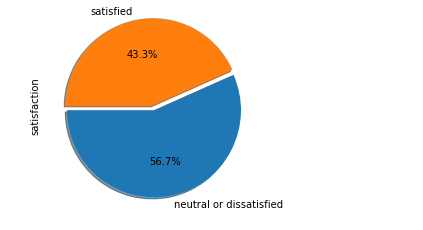 satisfied
43.3%
satisfaction
56.7%
neutral or dissatisfied